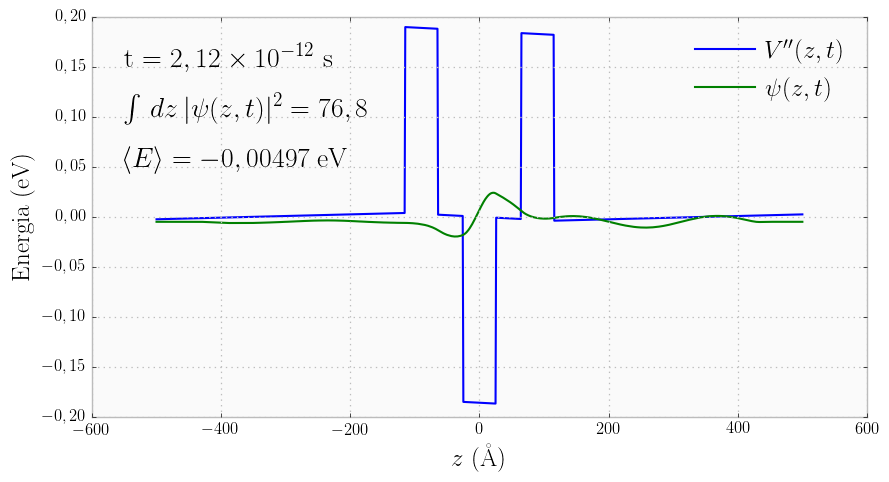 0,20
0,15
0,10
0,05
0,00
−0,05
−0,10
−0,15
−0,20
Energia (eV)
t = 2,12 × 10⁻¹² s
∫ dz |ψ(z, t)|² = 76,8
⟨E⟩ = −0,00497 eV
V′′(z, t)
ψ(z, t)
−600
−400
−200
0
200
400
600
z (Å)